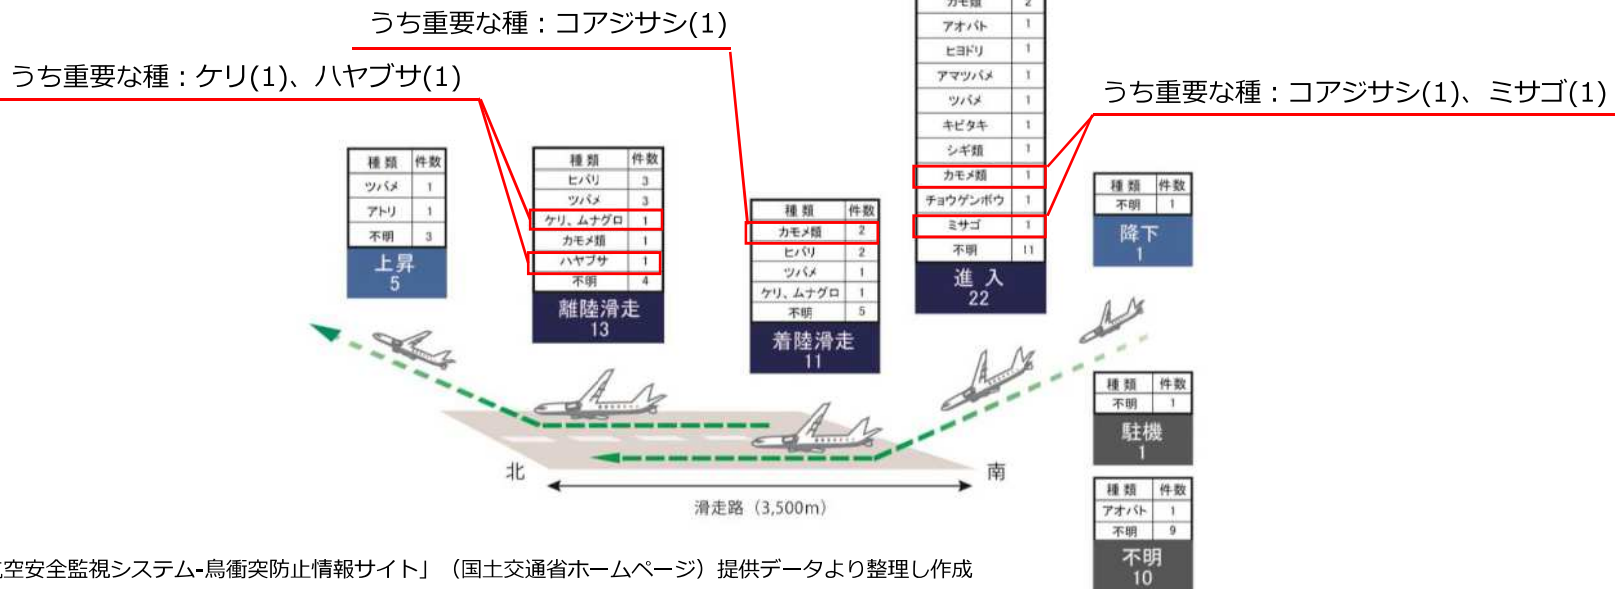 うち重要な種：コアジサシ(1)
うち重要な種：ケリ(1)、ハヤブサ(1)
うち重要な種：コアジサシ(1)、ミサゴ(1)
種類 件数
ツバメ 1
アトリ 1
不明 3
上昇
5
種類 件数
ヒバリ 3
ツバメ 3
ケリ、ムナグロ 1
カモメ類 1
ハヤブサ 1
不明 4
離陸滑走
13
種類 件数
カモメ類 2
ヒバリ 2
ツバメ 1
ケリ、ムナグロ 1
不明 5
着陸滑走
11
カモ類 2
アオバト 1
ヒヨドリ 1
アマツバメ 1
ツバメ 1
キビタキ 1
シギ類 1
カモメ類 1
チョウゲンボウ 1
ミサゴ 1
不明 11
進入
22
種類 件数
不明 1
降下
1
種類 件数
不明 1
駐機
1
種類 件数
アオバト 1
不明 9
不明
10
北
南
滑走路（3,500m）
空安全監視システム-鳥衝突防止情報サイト」（国土交通省ホームページ）提供データより整理し作成